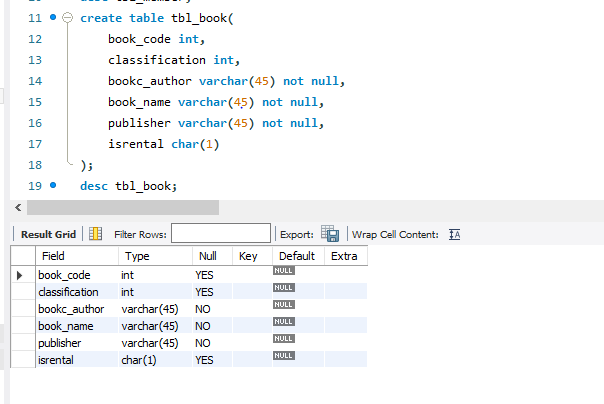 11 create table tbl_book(
12 book_code int,
13 classification int,
14 bookc_author varchar(45) not null,
15 book_name varchar(45) not null,
16 publisher varchar(45) not null,
17 isrental char(1)
18 );
19 desc tbl_book;
Result Grid Filter Rows: Export: Wrap Cell Content:
Field Type Null Key Default Extra
book_code int YES NULL
classification int YES NULL
bookc_author varchar(45) NO NULL
book_name varchar(45) NO NULL
publisher varchar(45) NO NULL
isrental char(1) YES NULL